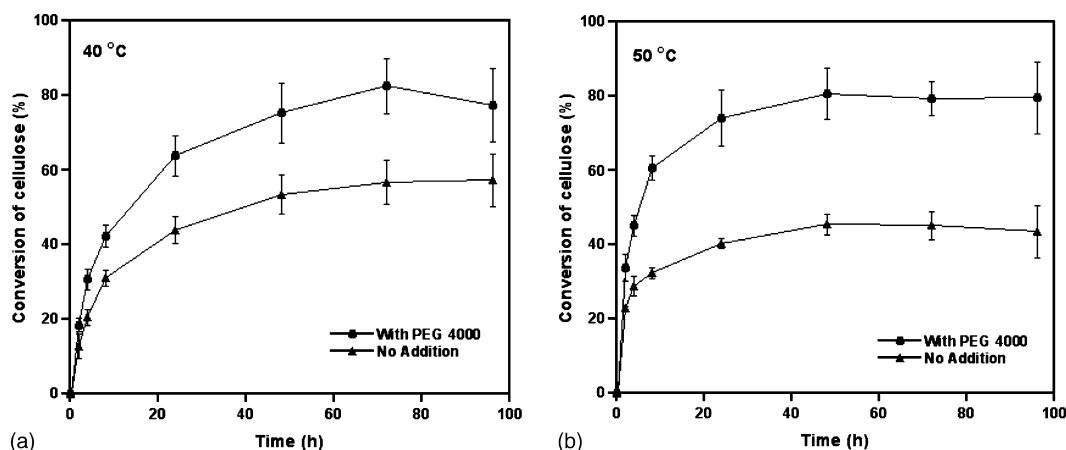 40 °C
Conversion of cellulose (%)
100
80
60
40
20
0
With PEG 4000
No Addition
0 20 40 60 80 100
Time (h)
(a)
50 °C
Conversion of cellulose (%)
100
80
60
40
20
0
With PEG 4000
No Addition
0 20 40 60 80 100
Time (h)
(b)